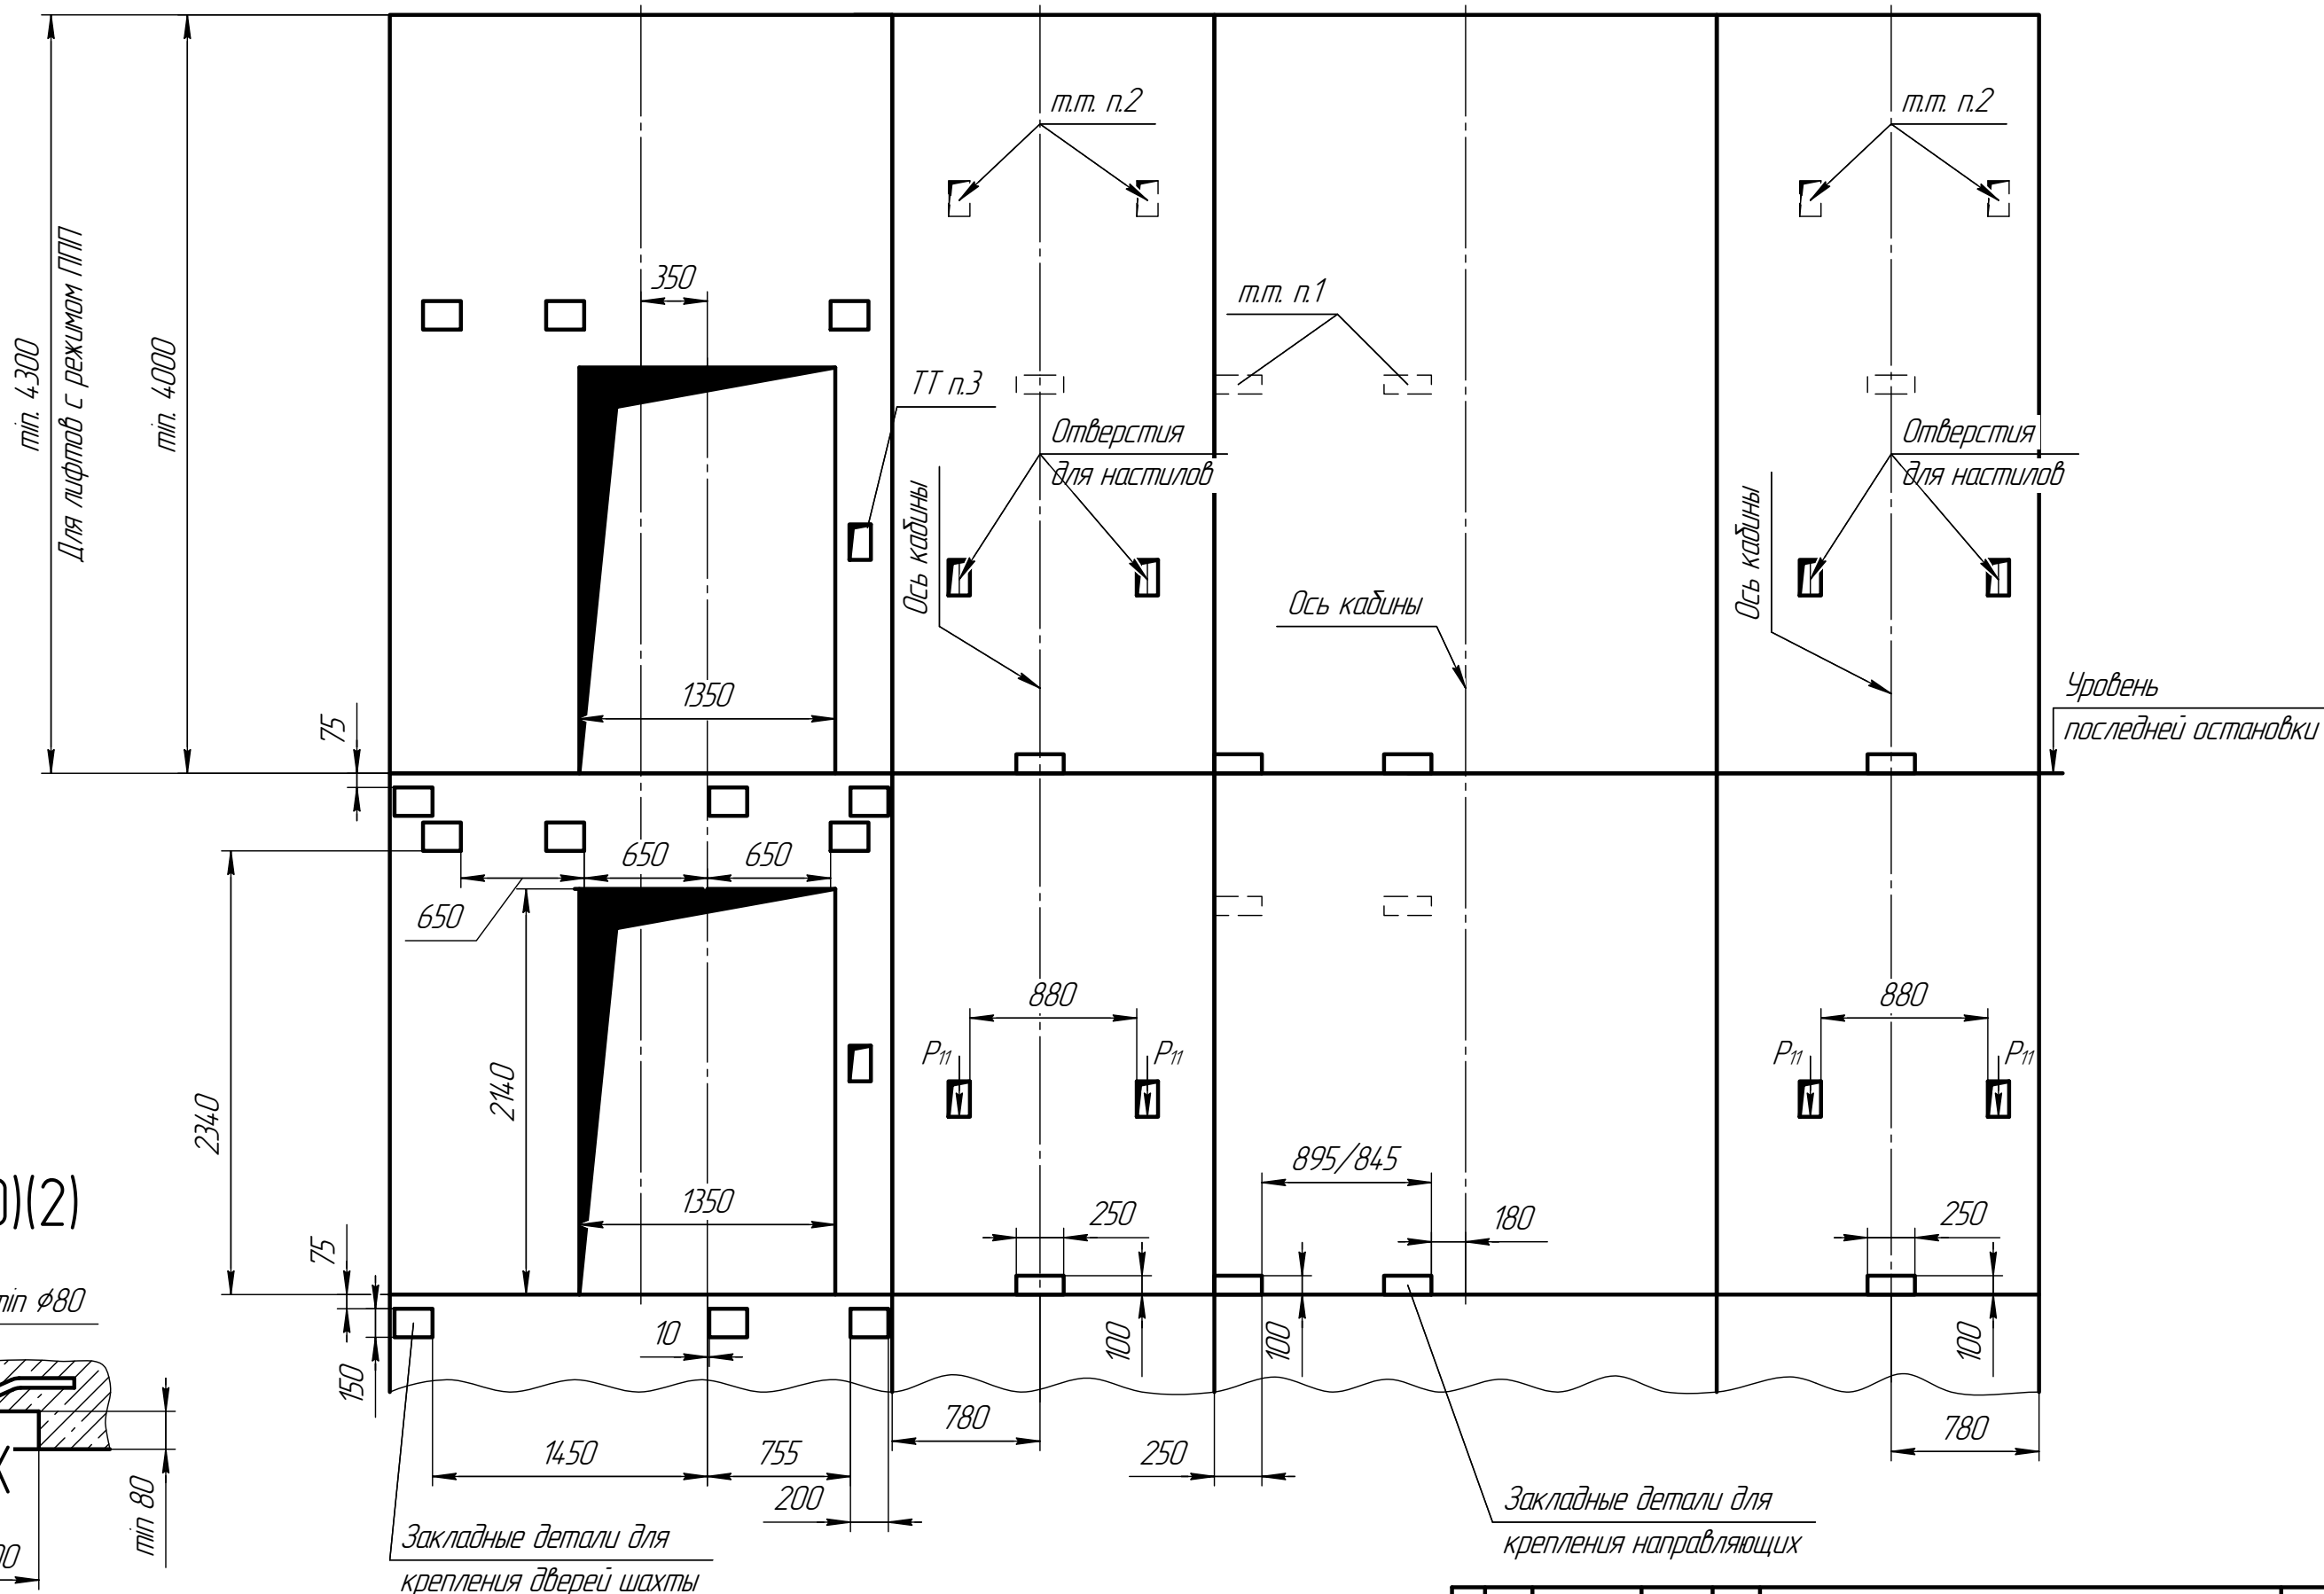 т.т. п.2
т.т. п.2
350
т.т. п.1
min. 4300
Для лифтов с режимом ППП
min. 4000
ТТ п.3
Отверстия
для настилов
Отверстия
для настилов
Ось кабины
Ось кабины
Ось кабины
1350
75
Уровень
последней остановки
650
650
650
880
880
P11
P11
P11
P11
2140
2340
895/845
1350
250
180
250
)(2)
75
min ϕ80
10
100
100
100
150
780
780
1450
755
250
200
min 80
Закладные детали для
крепления направляющих
Закладные детали для
крепления дверей шахты